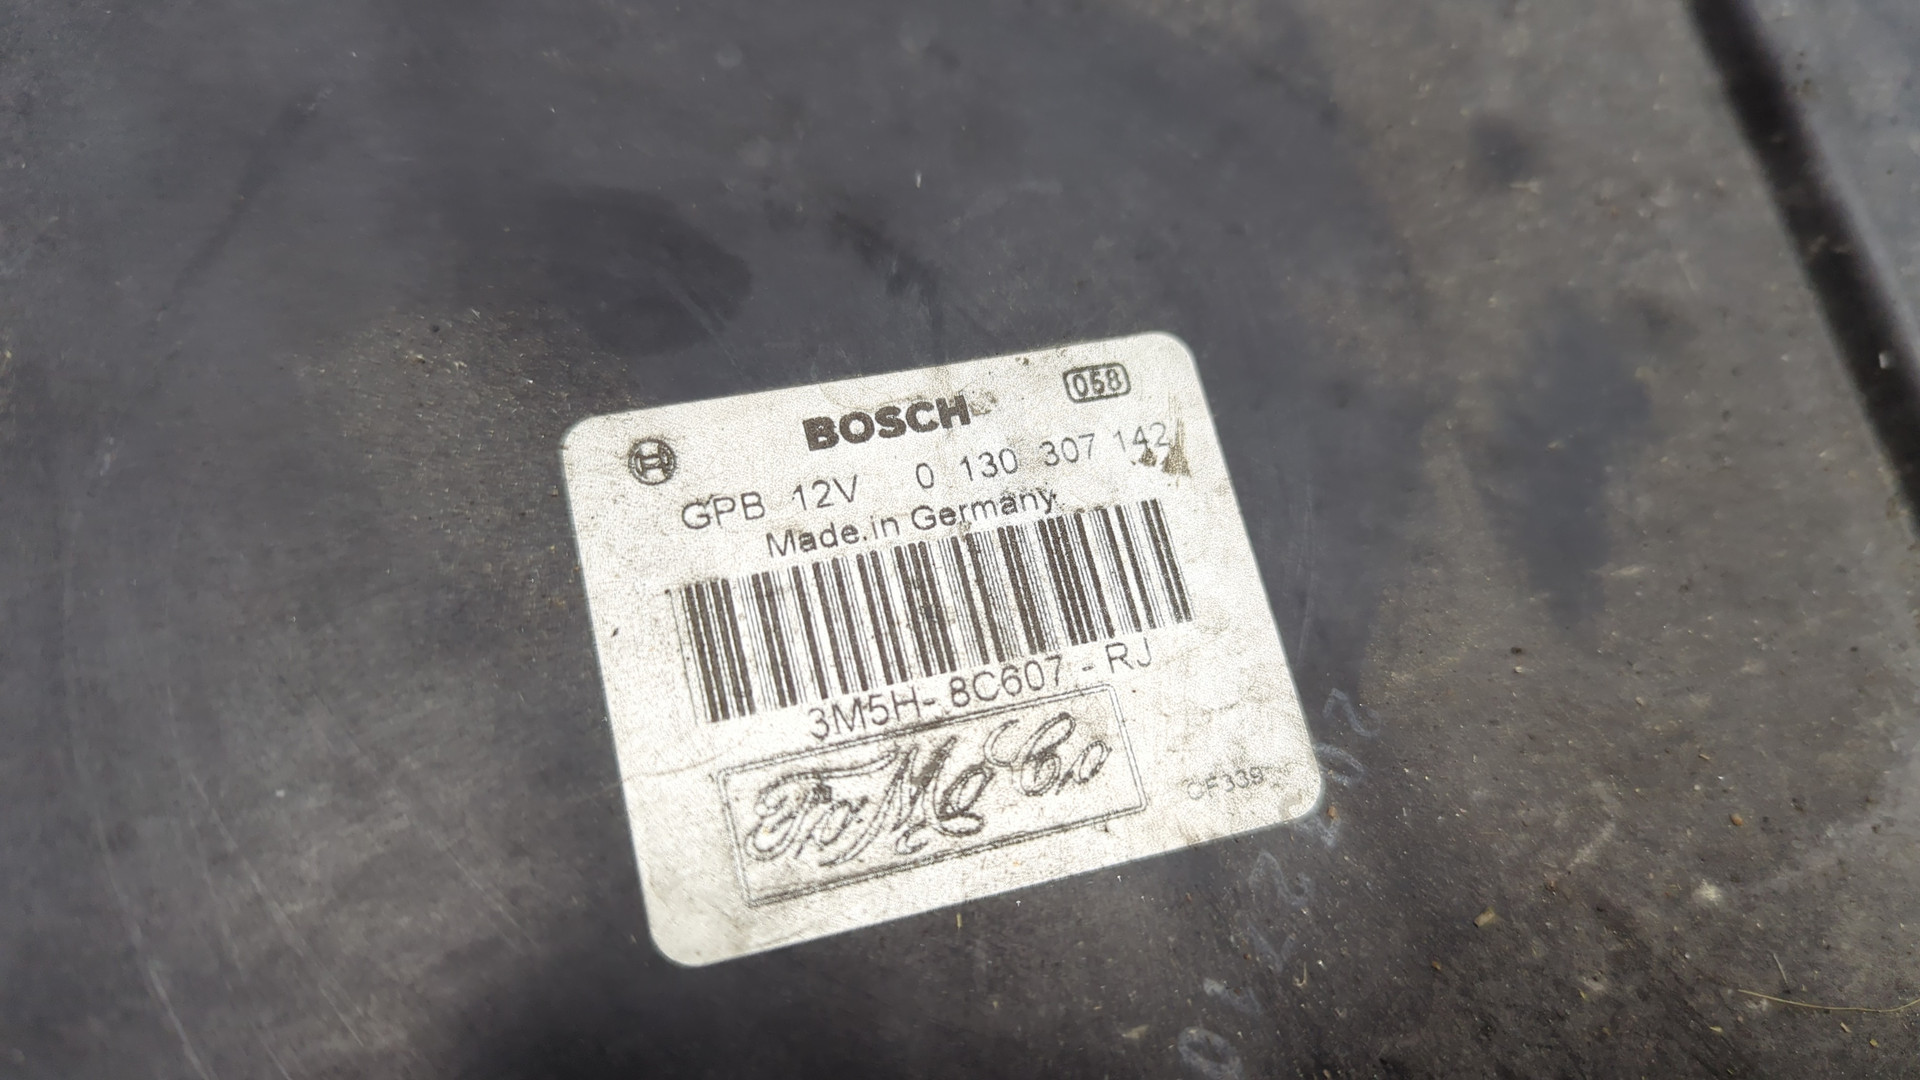 BOSCH 058
GPB 12V 0 130 307 142
Made in Germany
3M5H-8C607-RJ
FoMoCo
CF339